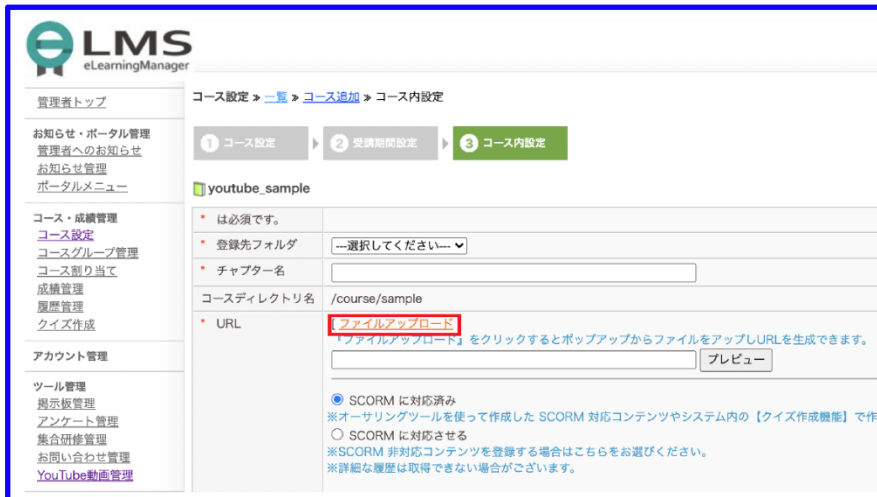 LMS
eLearningManager
管理者トップ
お知らせ・ポータル管理
管理者へのお知らせ
お知らせ管理
ポータルメニュー
コース・成績管理
コース設定
コースグループ管理
コース割り当て
成績管理
履歴管理
クイズ作成
アカウント管理
ツール管理
掲示板管理
アンケート管理
集合研修管理
お問い合わせ管理
YouTube動画管理
コース設定 » 一覧 » コース追加 » コース内設定
1 コース設定 2 受講期間設定 3 コース内設定
youtube_sample
* は必須です。
* 登録先フォルダ ---選択してください---
* チャプター名
コースディレクトリ名 /course/sample
* URL [ ファイルアップロード
『ファイルアップロード』をクリックするとポップアップからファイルをアップしURLを生成できます。
プレビュー
SCORM に対応済み
※オーサリングツールを使って作成した SCORM 対応コンテンツやシステム内の【クイズ作成機能】で作
SCORM に対応させる
※SCORM 非対応コンテンツを登録する場合はこちらをお選びください。
※詳細な履歴は取得できない場合がございます。